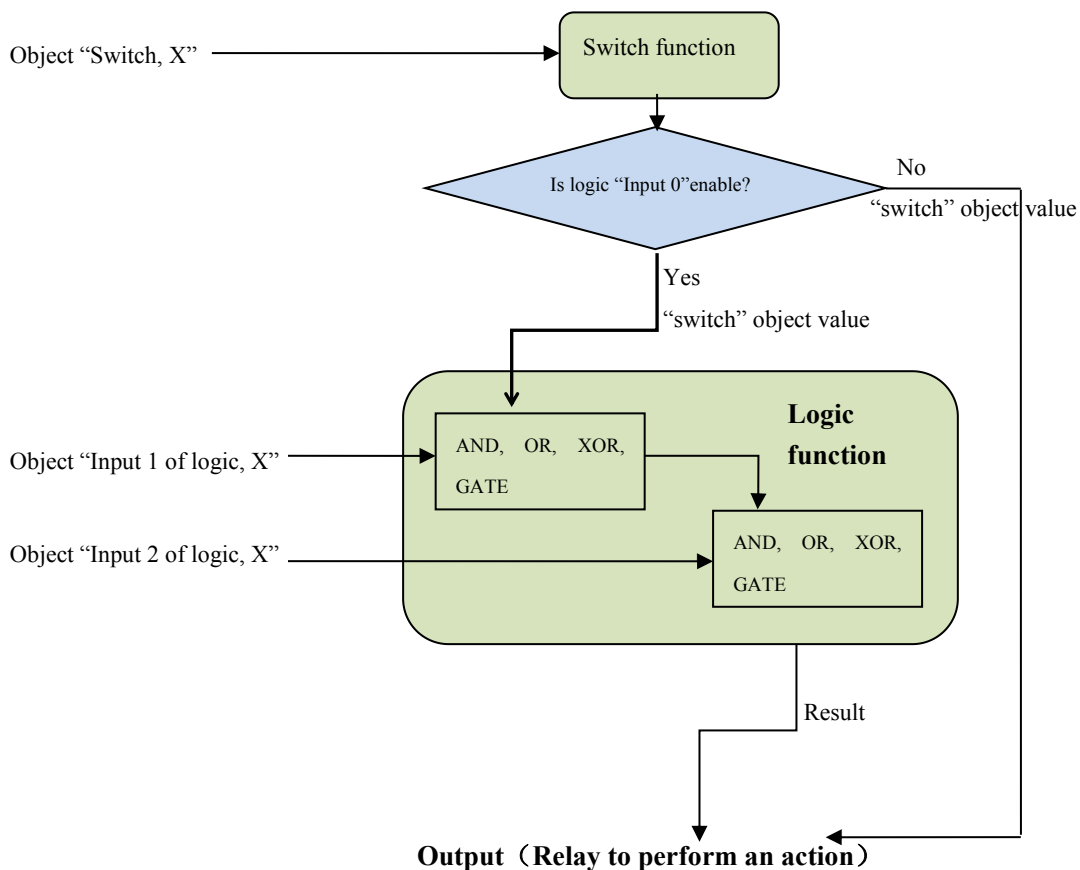 Object “Switch, X”
Switch function
Is logic “Input 0”enable?
No
“switch” object value
Yes
“switch” object value
Logic
function
AND, OR, XOR,
GATE
Object “Input 1 of logic, X”
AND, OR, XOR,
GATE
Object “Input 2 of logic, X”
Result
Output（Relay to perform an action）